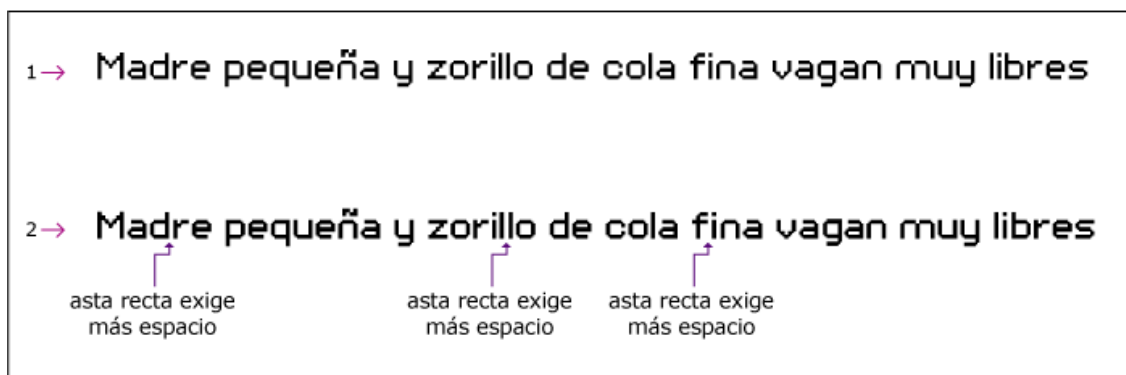 1→ Madre pequeña y zorillo de cola fina vagan muy libres
2→ Madre pequeña y zorillo de cola fina vagan muy libres
asta recta exige
más espacio
asta recta exige
más espacio
asta recta exige
más espacio